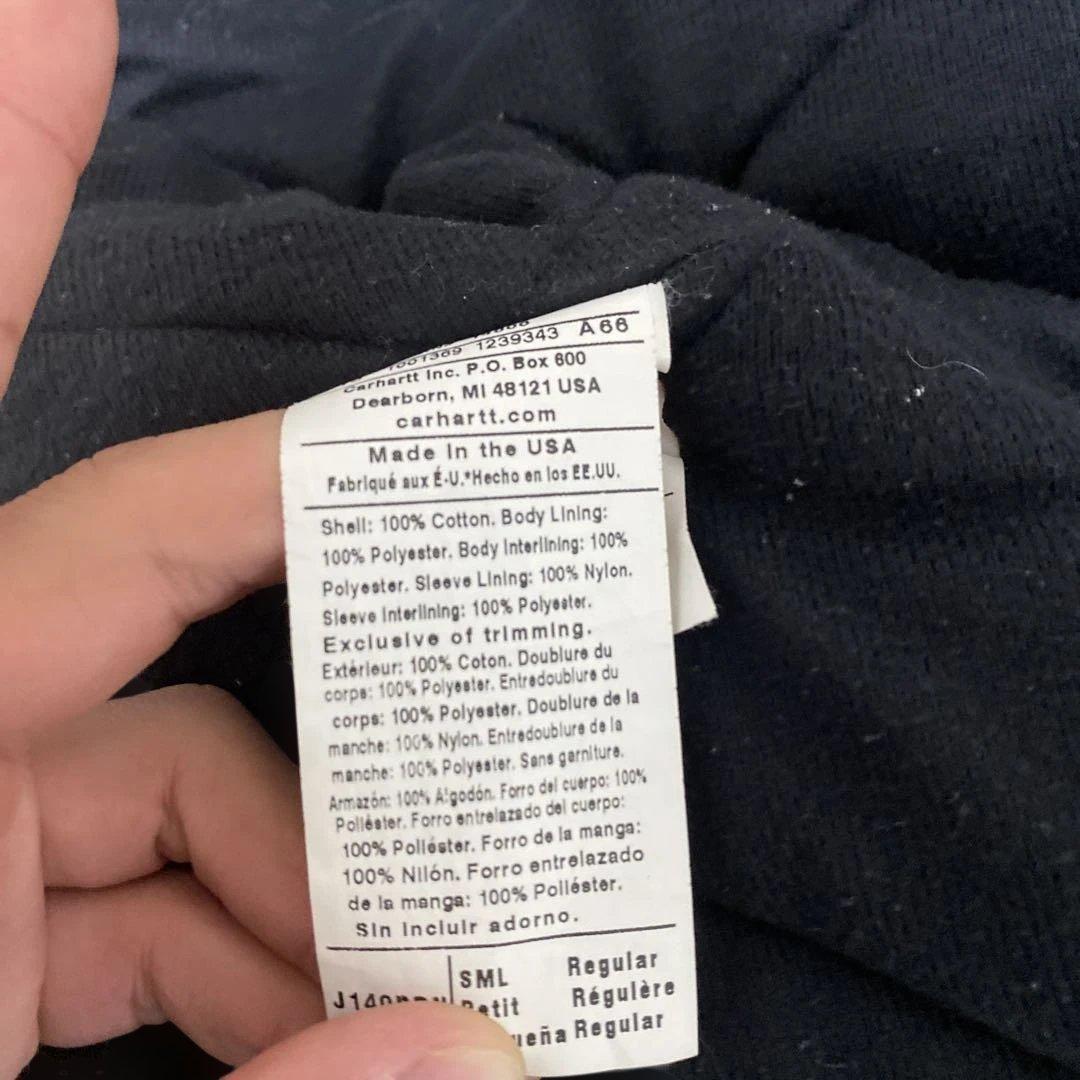 1239343 A66
Carhartt Inc. P.O. Box 600
Dearborn, MI 48121 USA
carhartt.com
Made In the USA
Fabriqué aux É-U.*Hecho en los EE.UU.
Shell: 100% Cotton. Body Lining:
100% Polyester. Body Interlining: 100%
Polyester. Sleeve Lining: 100% Nylon.
Sleeve Interlining: 100% Polyester.
Exclusive of trimming.
Extérieur: 100% Coton. Doublure du
corps: 100% Polyester. Entredoublure du
corps: 100% Polyester. Doublure de la
manche: 100% Nylon. Entredoublure de la
manche: 100% Polyester. Sans garniture.
Armazón: 100% Algodón. Forro del cuerpo: 100%
Poliéster. Forro entrelazado del cuerpo:
100% Poliéster. Forro de la manga:
100% Nilón. Forro entrelazado
de la manga: 100% Poliéster.
Sin incluir adorno.
SML Regular
Petit Régulère
Regular